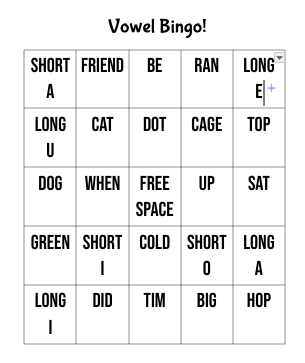 Vowel Bingo!
SHORT A FRIEND BE RAN LONG E
LONG U CAT DOT CAGE TOP
DOG WHEN FREE SPACE UP SAT
GREEN SHORT I COLD SHORT O LONG A
LONG I DID TIM BIG HOP